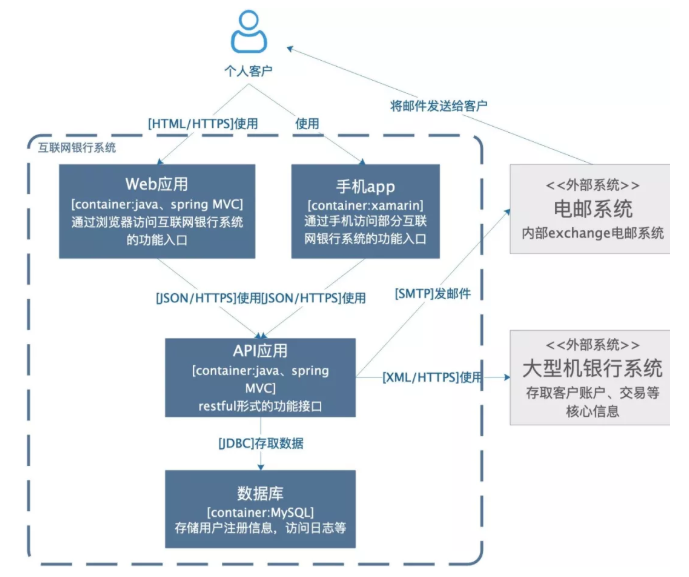 个人客户
将邮件发送给客户
[HTML/HTTPS]使用
使用
互联网银行系统
Web应用
[container:java、spring MVC]
通过浏览器访问互联网银行系统
的功能入口
手机app
[container:xamarin]
通过手机访问部分互联
网银行系统的功能入口
<<外部系统>>
电邮系统
内部exchange电邮系统
[JSON/HTTPS]使用
[JSON/HTTPS]使用
[SMTP]发邮件
API应用
[container:java、spring
MVC]
restful形式的功能接口
[XML/HTTPS]使用
<<外部系统>>
大型机银行系统
存取客户账户、交易等
核心信息
[JDBC]存取数据
数据库
[container:MySQL]
存储用户注册信息，访问日志等